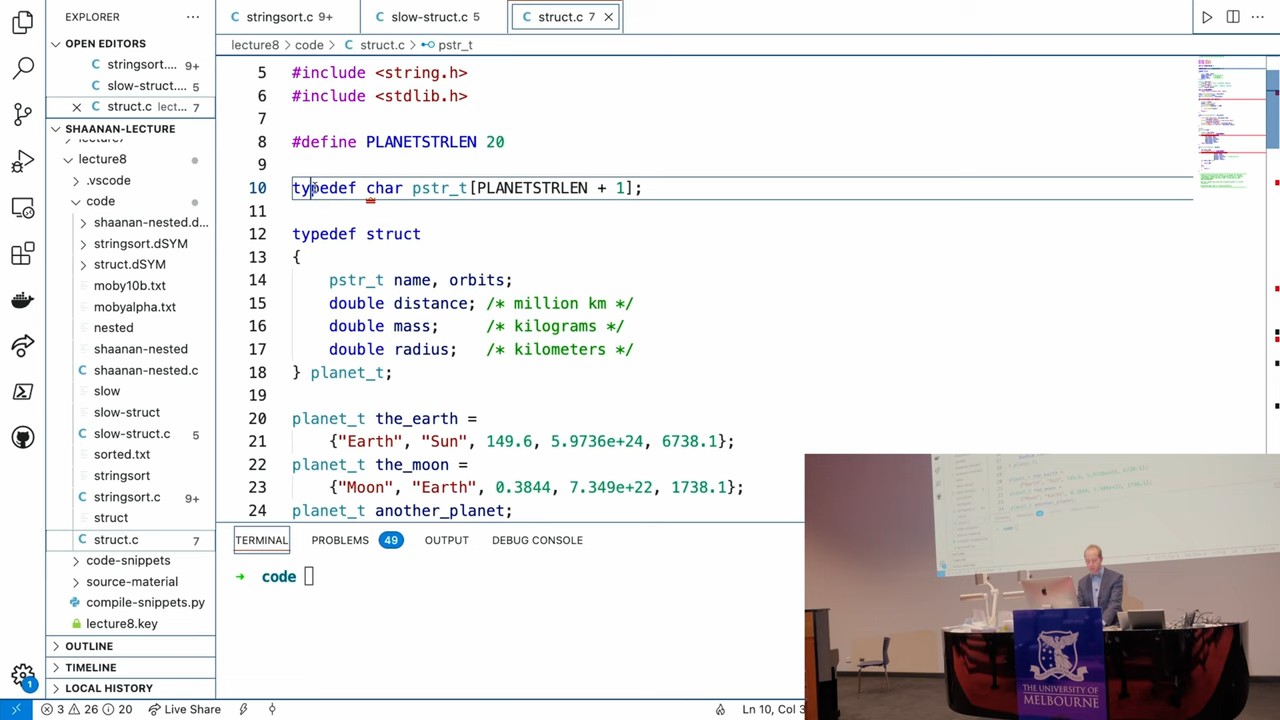 EXPLORER
OPEN EDITORS
stringsort.... 9+
slow-struct.... 5
struct.c lect... 7
SHAANAN-LECTURE
lecture8
.vscode
code
shaanan-nested.d...
stringsort.dSYM
struct.dSYM
moby10b.txt
mobyalpha.txt
nested
shaanan-nested
shaanan-nested.c
slow
slow-struct
slow-struct.c 5
sorted.txt
stringsort
stringsort.c 9+
struct
struct.c 7
code-snippets
source-material
compile-snippets.py
lecture8.key
OUTLINE
TIMELINE
LOCAL HISTORY
stringsort.c 9+
slow-struct.c 5
struct.c 7
lecture8 > code > C struct.c > pstr_t
5 #include <string.h>
6 #include <stdlib.h>
7
8 #define PLANETSTRLEN 20
9
10 typedef char pstr_t[PLANETSTRLEN + 1];
11
12 typedef struct
13 {
14 pstr_t name, orbits;
15 double distance; /* million km */
16 double mass; /* kilograms */
17 double radius; /* kilometers */
18 } planet_t;
19
20 planet_t the_earth =
21 {"Earth", "Sun", 149.6, 5.9736e+24, 6738.1};
22 planet_t the_moon =
23 {"Moon", "Earth", 0.3844, 7.349e+22, 1738.1};
24 planet_t another_planet;
TERMINAL PROBLEMS 49 OUTPUT DEBUG CONSOLE
→ code
THE UNIVERSITY OF
MELBOURNE
1
3 26 20 Live Share
Ln 10, Col 3